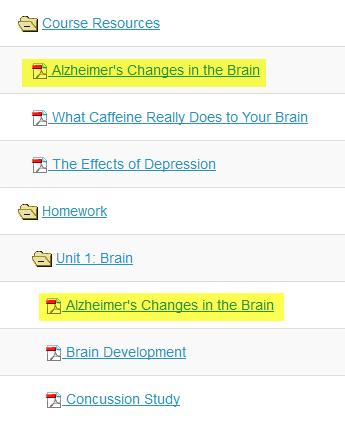 Course Resources
Alzheimer's Changes in the Brain
What Caffeine Really Does to Your Brain
The Effects of Depression
Homework
Unit 1: Brain
Alzheimer's Changes in the Brain
Brain Development
Concussion Study